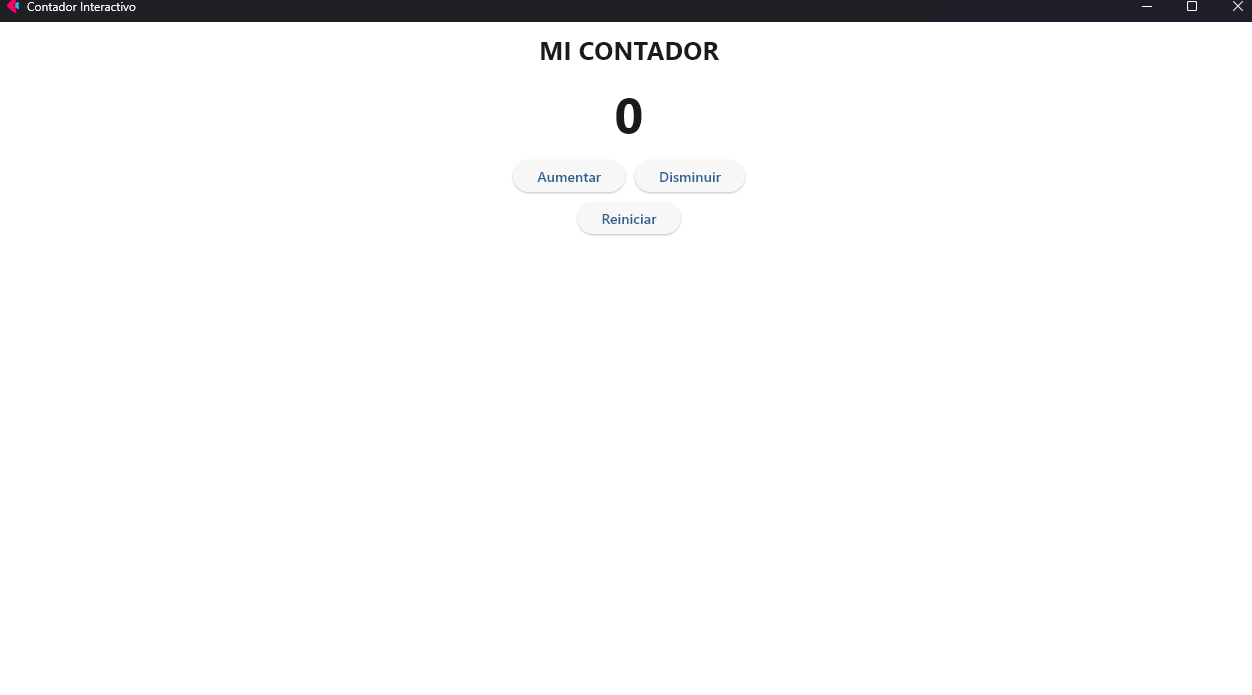 Contador Interactivo
MI CONTADOR
0
Aumentar Disminuir
Reiniciar